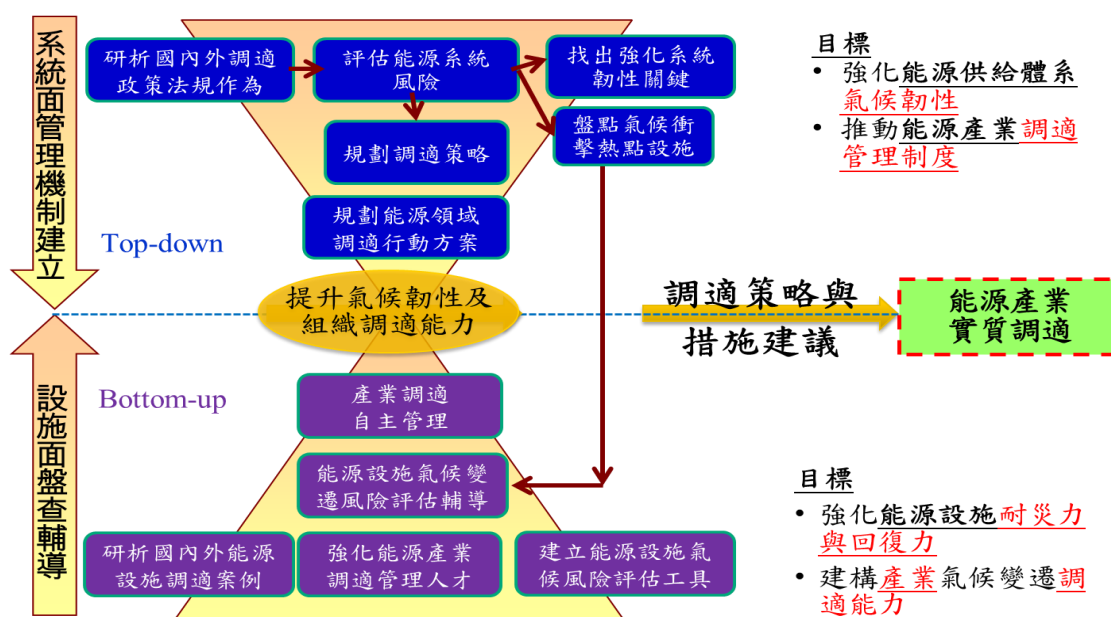 系統面管理機制建立
研析國內外調適
政策法規作為
評估能源系統
風險
找出強化系統
韌性關鍵
規劃調適策略
盤點氣候衝
擊熱點設施
規劃能源領域
調適行動方案
Top-down
目標
• 強化能源供給體系
氣候韌性
• 推動能源產業調適
管理制度
提升氣候韌性及
組織調適能力
調適策略與
措施建議
能源產業
實質調適
設施面盤查輔導
Bottom-up
產業調適
自主管理
能源設施氣候變
遷風險評估輔導
研析國內外能源
設施調適案例
強化能源產業
調適管理人才
建立能源設施氣
候風險評估工具
目標
• 強化能源設施耐災力
與回復力
• 建構產業氣候變遷調
適能力